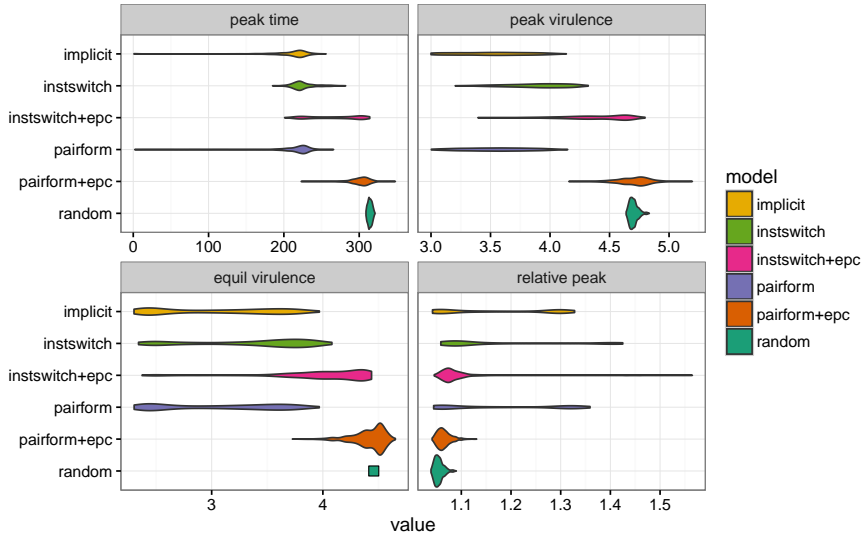 peak time
peak virulence
implicit
instswitch
instswitch+epc
pairform
pairform+epc
random
0
100
200
300
3.0
3.5
4.0
4.5
5.0
equil virulence
relative peak
implicit
instswitch
instswitch+epc
pairform
pairform+epc
random
3
4
1.1
1.2
1.3
1.4
1.5
value
model
implicit
instswitch
instswitch+epc
pairform
pairform+epc
random